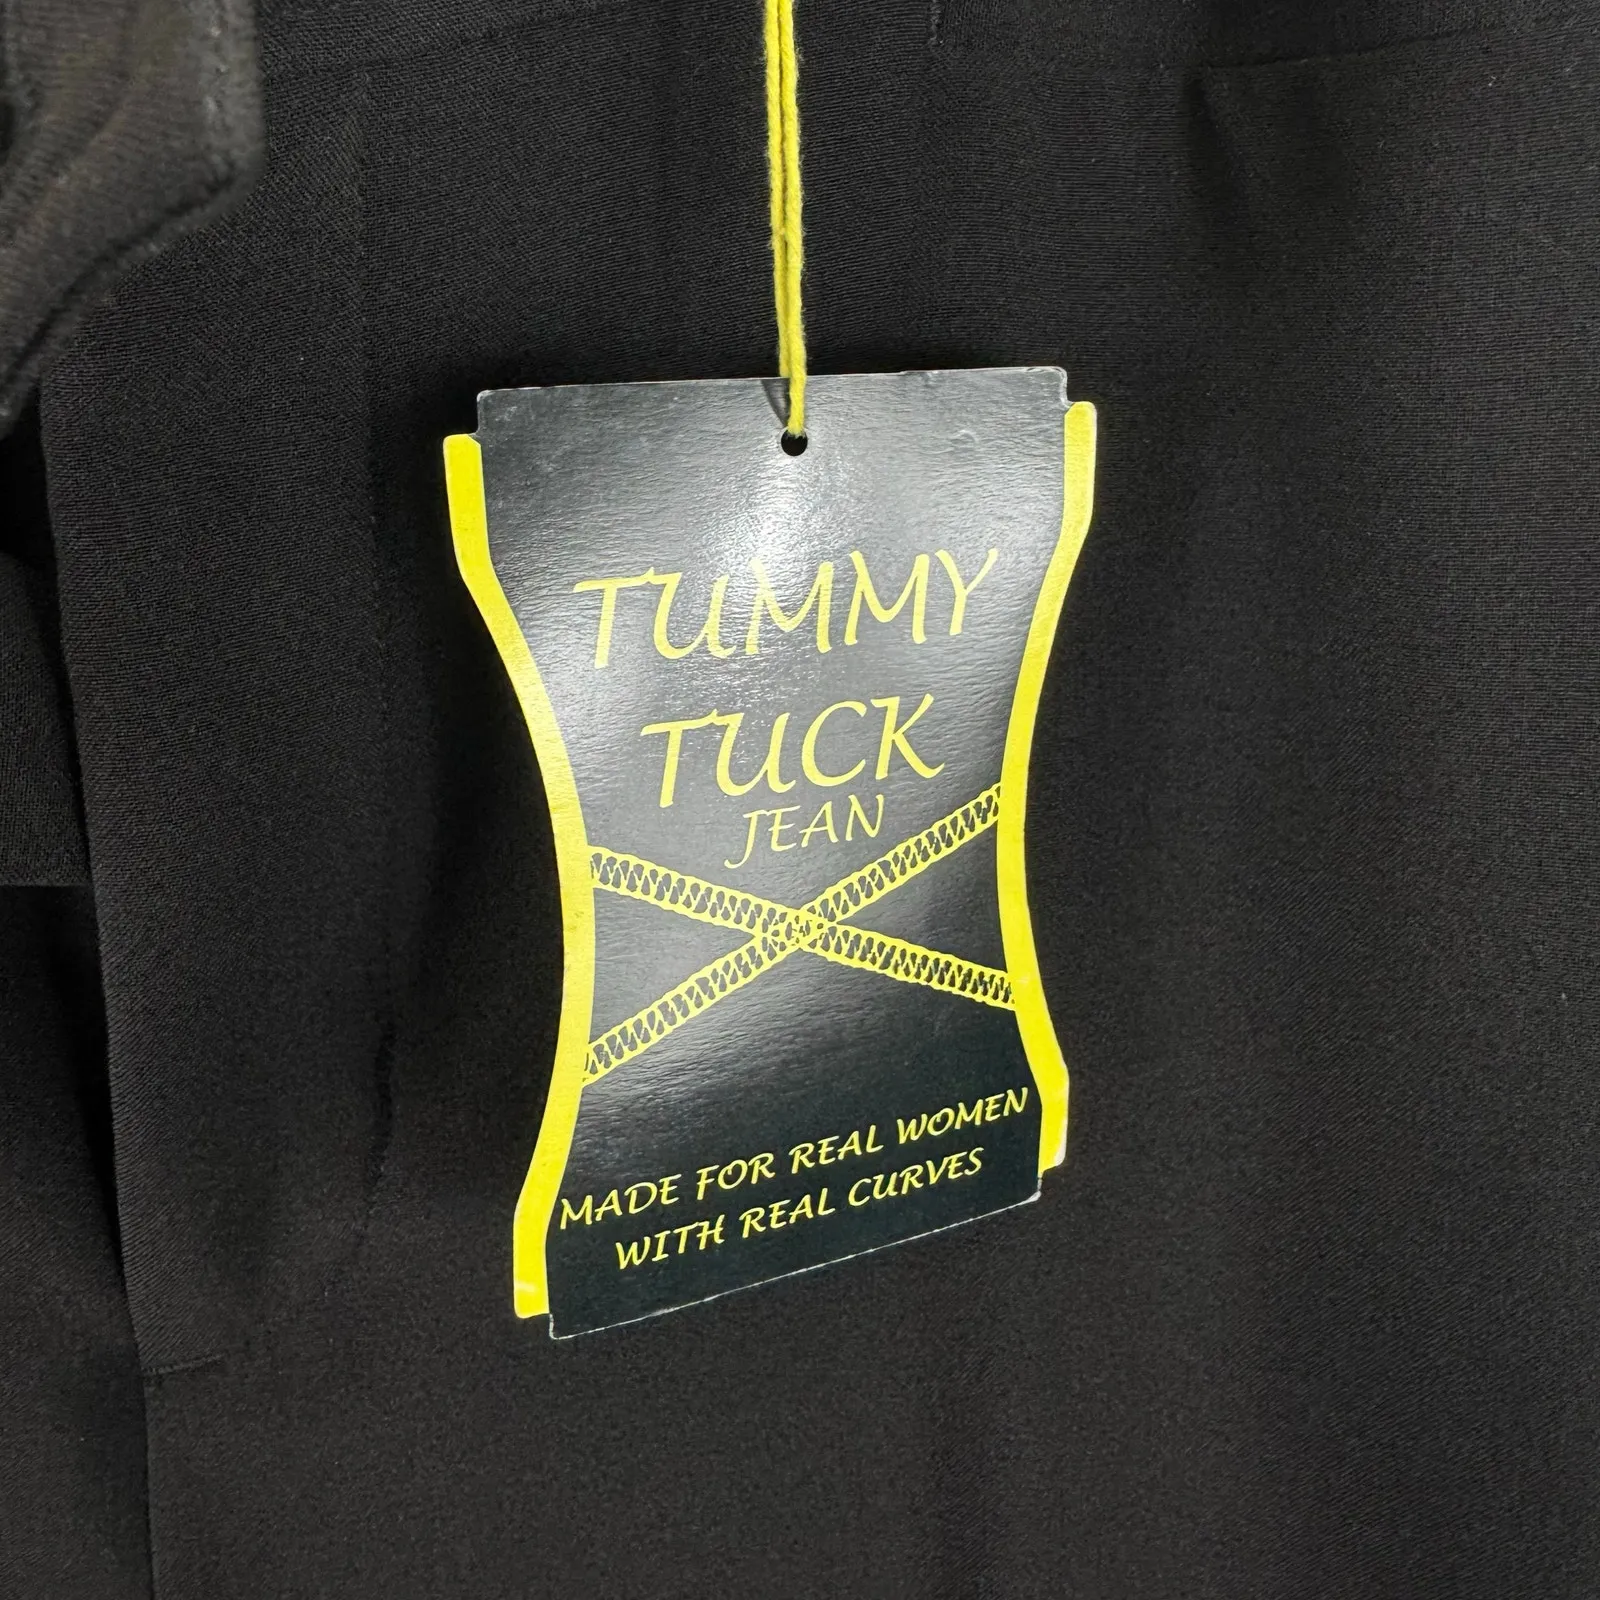 TUMMY
TUCK
JEAN
MADE FOR REAL WOMEN
WITH REAL CURVES